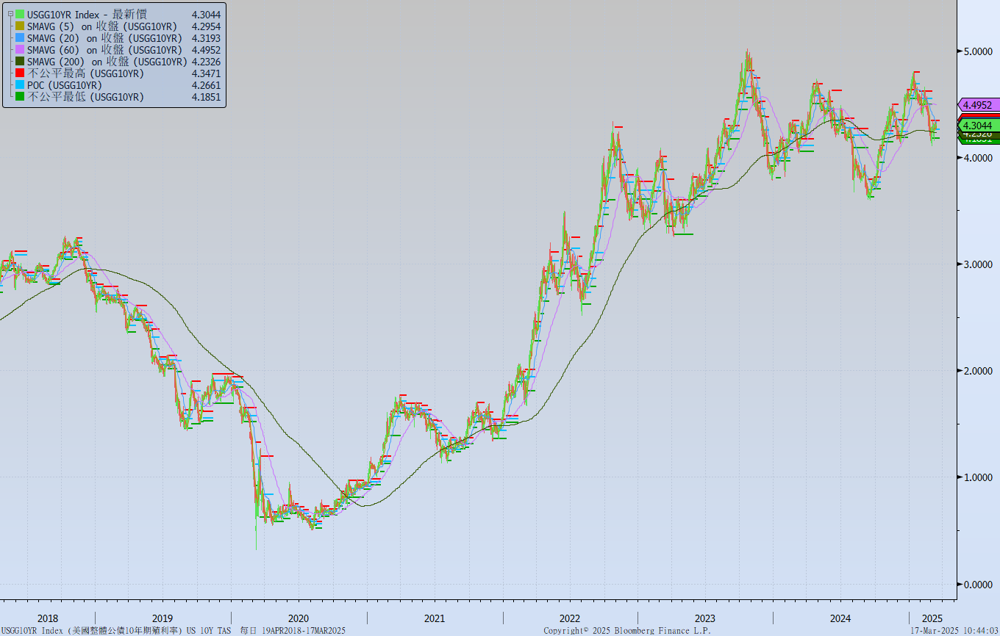 USGG10YR Index - 最新價 4.3044
SMAVG (5) on 收盤 (USGG10YR) 4.2954
SMAVG (20) on 收盤 (USGG10YR) 4.3193
SMAVG (60) on 收盤 (USGG10YR) 4.4952
SMAVG (200) on 收盤 (USGG10YR) 4.2326
不公平最高 (USGG10YR) 4.3471
POC (USGG10YR) 4.2661
不公平最低 (USGG10YR) 4.1851
5.0000
4.4952
4.3044
4.2326
4.1851
4.0000
3.0000
2.0000
1.0000
0.0000
2018 2019 2020 2021 2022 2023 2024 2025
USGG10YR Index (美國整體公債10年期殖利率) US 10Y TAS 每日 19APR2018-17MAR2025 Copyright© 2025 Bloomberg Finance L.P. 17-Mar-2025 10:44:03